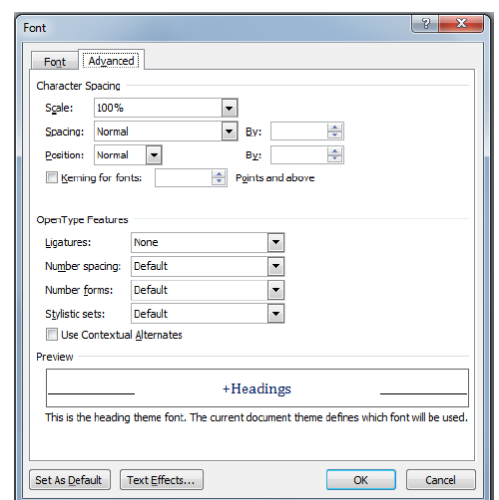 Font
Font Advanced
Character Spacing
Scale: 100%
Spacing: Normal By:
Position: Normal By:
Kerning for fonts: Points and above
OpenType Features
Ligatures: None
Number spacing: Default
Number forms: Default
Stylistic sets: Default
Use Contextual Alternates
Preview
+Headings
This is the heading theme font. The current document theme defines which font will be used.
Set As Default Text Effects... OK Cancel